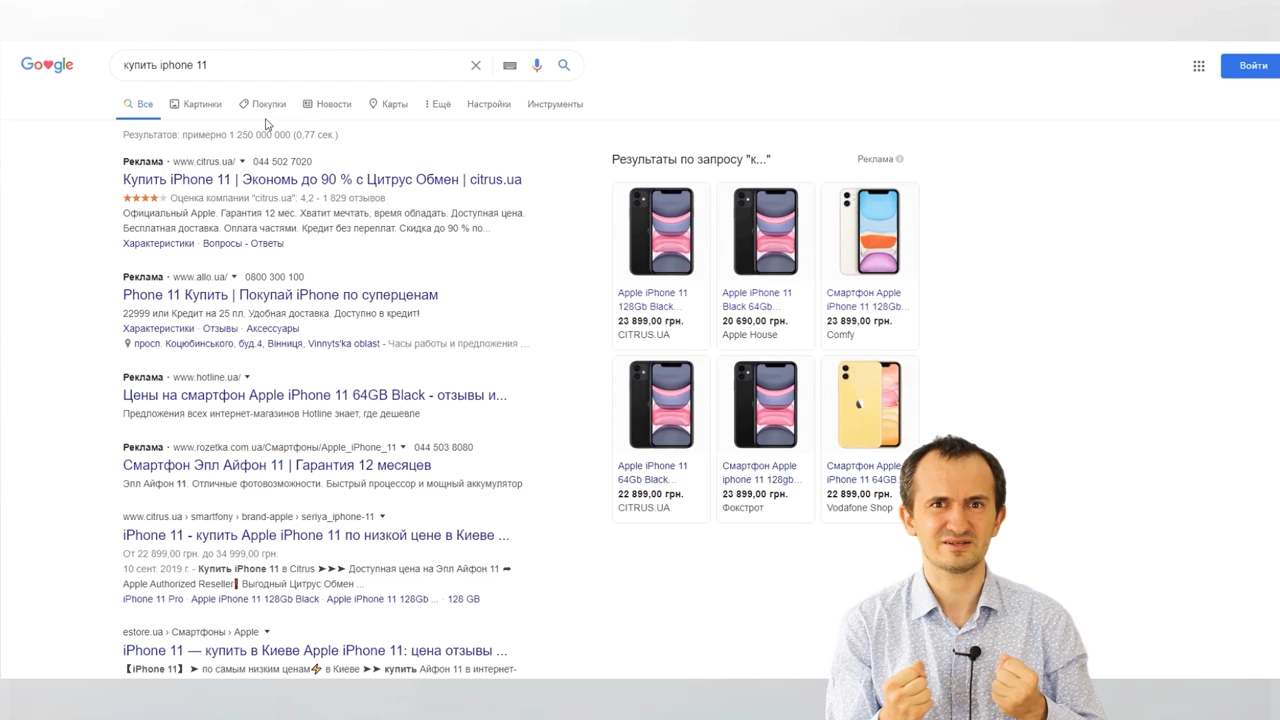 Google
купить iphone 11
Войти
Все Картинки Покупки Новости Карты Ещё Настройки Инструменты
Результатов: примерно 1 250 000 000 (0,77 сек.)
Реклама · www.citrus.ua/ 044 502 7020
Купить iPhone 11 | Экономь до 90 % с Цитрус Обмен | citrus.ua
Оценка компании "citrus.ua": 4,2 - 1 829 отзывов
Официальный Apple. Гарантия 12 мес. Хватит мечтать, время обладать. Доступная цена.
Бесплатная доставка. Оплата частями. Кредит без переплат. Скидка до 90 % по...
Характеристики · Вопросы - Ответы
Реклама · www.allo.ua/ 0800 300 100
Phone 11 Купить | Покупай iPhone по суперценам
22999 или Кредит на 25 пл. Удобная доставка. Доступно в кредит!
Характеристики · Отзывы · Аксессуары
просп. Коцюбинського, буд.4, Вінниця, Vinnyts'ka oblast - Часы работы и предложения ...
Реклама · www.hotline.ua/
Цены на смартфон Apple iPhone 11 64GB Black - отзывы и...
Предложения всех интернет-магазинов Hotline знает, где дешевле
Реклама · www.rozetka.com.ua/Смартфоны/Apple_iPhone_11 044 503 8080
Смартфон Эпл Айфон 11 | Гарантия 12 месяцев
Эпл Айфон 11. Отличные фотовозможности. Быстрый процессор и мощный аккумулятор
www.citrus.ua › smartfony › brand-apple › seriya_iphone-11
iPhone 11 - купить Apple iPhone 11 по низкой цене в Киеве ...
От 22 899,00 грн. до 34 999,00 грн.
10 сент. 2019 г. - Купить iPhone 11 в Citrus ➤➤➤ Доступная цена на Эпл Айфон 11 ➦
Apple Authorized Reseller❗ Выгодный Цитрус Обмен ...
iPhone 11 Pro · Apple iPhone 11 128Gb Black · Apple iPhone 11 128Gb ... · 128 GB
estore.ua › Смартфоны › Apple
iPhone 11 — купить в Киеве Apple iPhone 11: цена отзывы ...
【iPhone 11】 ➤ по самым низким ценам⚡ в Киеве ➤➤ купить Айфон 11 в интернет-
Результаты по запросу "к..." Реклама
Apple iPhone 11
128Gb Black...
23 899,00 грн.
CITRUS.UA
Apple iPhone 11
Black 64Gb...
20 690,00 грн.
Apple House
Смартфон Apple
iPhone 11 128Gb...
23 899,00 грн.
Comfy
Apple iPhone 11
64Gb Black...
22 899,00 грн.
CITRUS.UA
Смартфон Apple
iphone 11 128gb...
23 899,00 грн.
Фокстрот
Смартфон Apple
iPhone 11 64G
22 899,00 грн.
Vodafone Shop